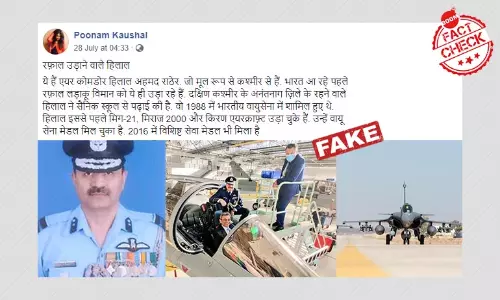 Poonam Kaushal
28 July at 04:33
रफ़ाल उड़ाने वाले हिलाल
ये हैं एयर कोमडोर हिलाल अहमद राठेर. जो मूल रूप से कश्मीर से हैं. भारत आ रहे पहले
रफ़ाल लड़ाकू विमान को ये ही उड़ा रहे हैं. दक्षिण कश्मीर के अनंतनाग ज़िले के रहने वाले
हिलाल ने सैनिक स्कूल से पढ़ाई की है. वो 1988 में भारतीय वायुसेना में शामिल हुए थे.
हिलाल इससे पहले मिग-21, मिराज 2000 और किरण एयरक्राफ़्ट उड़ा चुके हैं. उन्हें वायू
सेना मेडल मिल चुका है. 2016 में विशिष्ट सेवा मेडल भी मिला है
100%
FACT
CHECK
FAKE